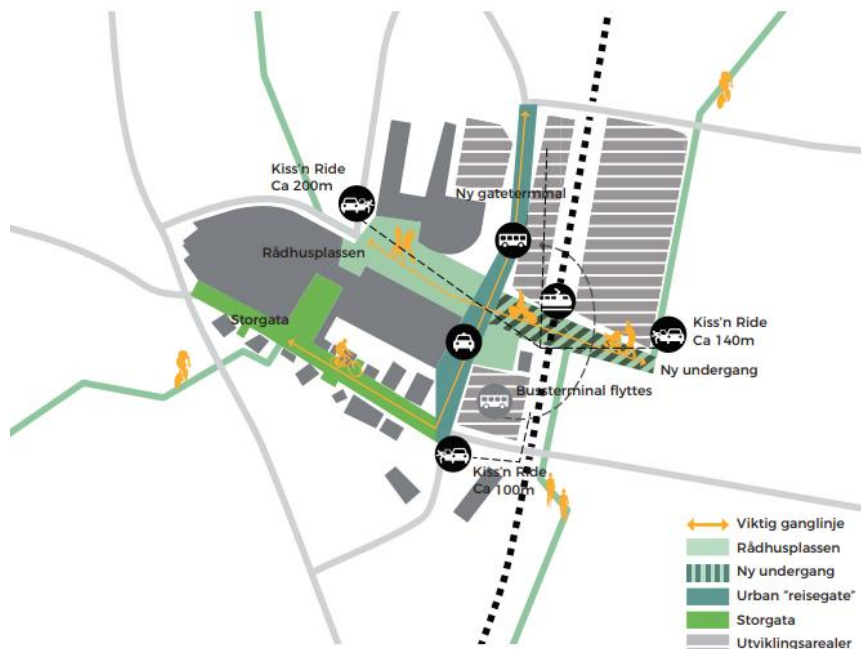 Kiss'n Ride
Ca 200m
Ny gateterminal
Rådhusplassen
Storgata
Kiss'n Ride
Ca 140m
Ny undergang
Bussterminal flyttes
Kiss'n Ride
Ca 100m
Viktig ganglinje
Rådhusplassen
Ny undergang
Urban "reisegate"
Storgata
Utviklingsarealer